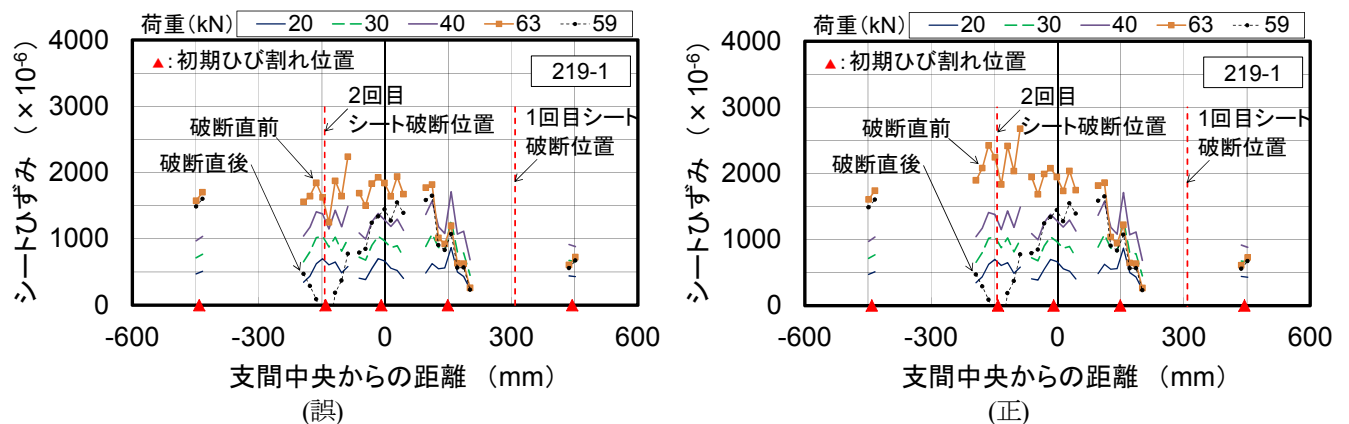 荷重(kN) 20 30 40 63 59
4000
3000
2000
1000
0
シートひずみ (×10-6)
▲:初期ひび割れ位置
219-1
2回目
シート破断位置
1回目シート
破断位置
破断直前
破断直後
-600 -300 0 300 600
支間中央からの距離 (mm)
(誤)
荷重(kN) 20 30 40 63 59
4000
3000
2000
1000
0
シートひずみ (×10-6)
▲:初期ひび割れ位置
219-1
2回目
シート破断位置
1回目シート
破断位置
破断直前
破断直後
-600 -300 0 300 600
支間中央からの距離 (mm)
(正)